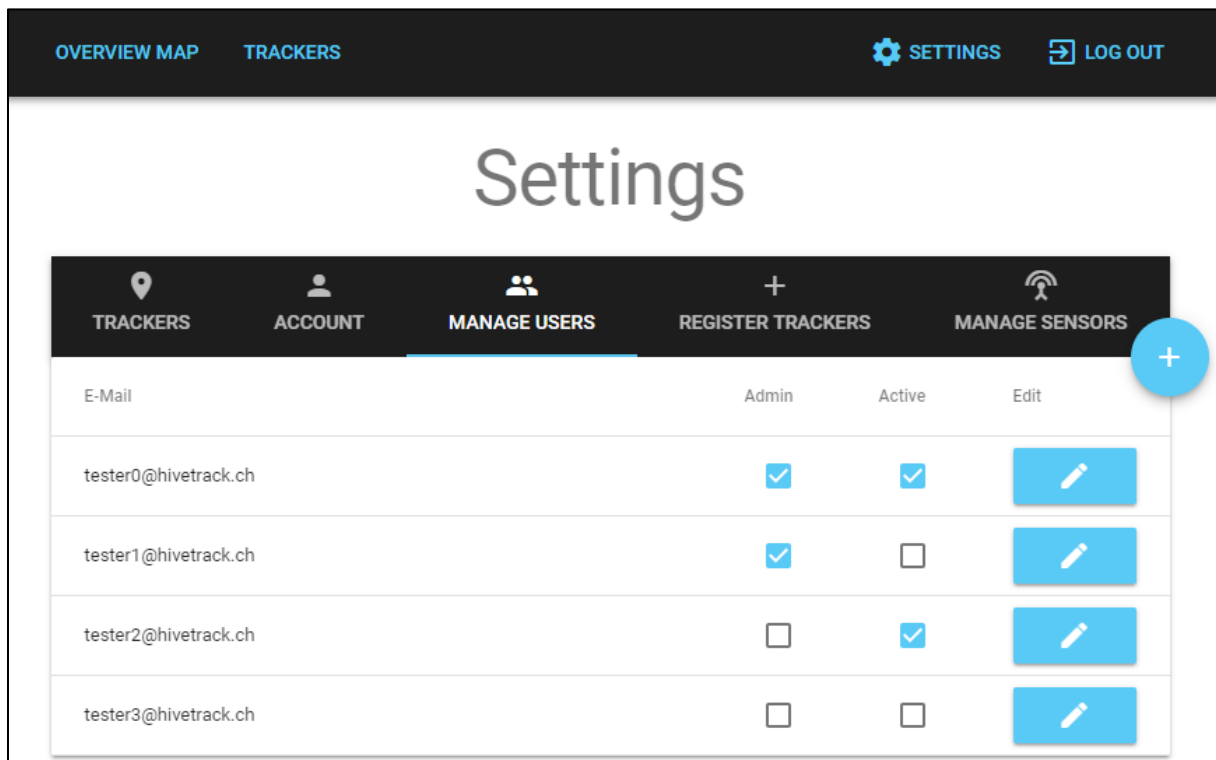 OVERVIEW MAP TRACKERS SETTINGS LOG OUT
Settings
TRACKERS ACCOUNT MANAGE USERS REGISTER TRACKERS MANAGE SENSORS
E-Mail Admin Active Edit
tester0@hivetrack.ch
tester1@hivetrack.ch
tester2@hivetrack.ch
tester3@hivetrack.ch